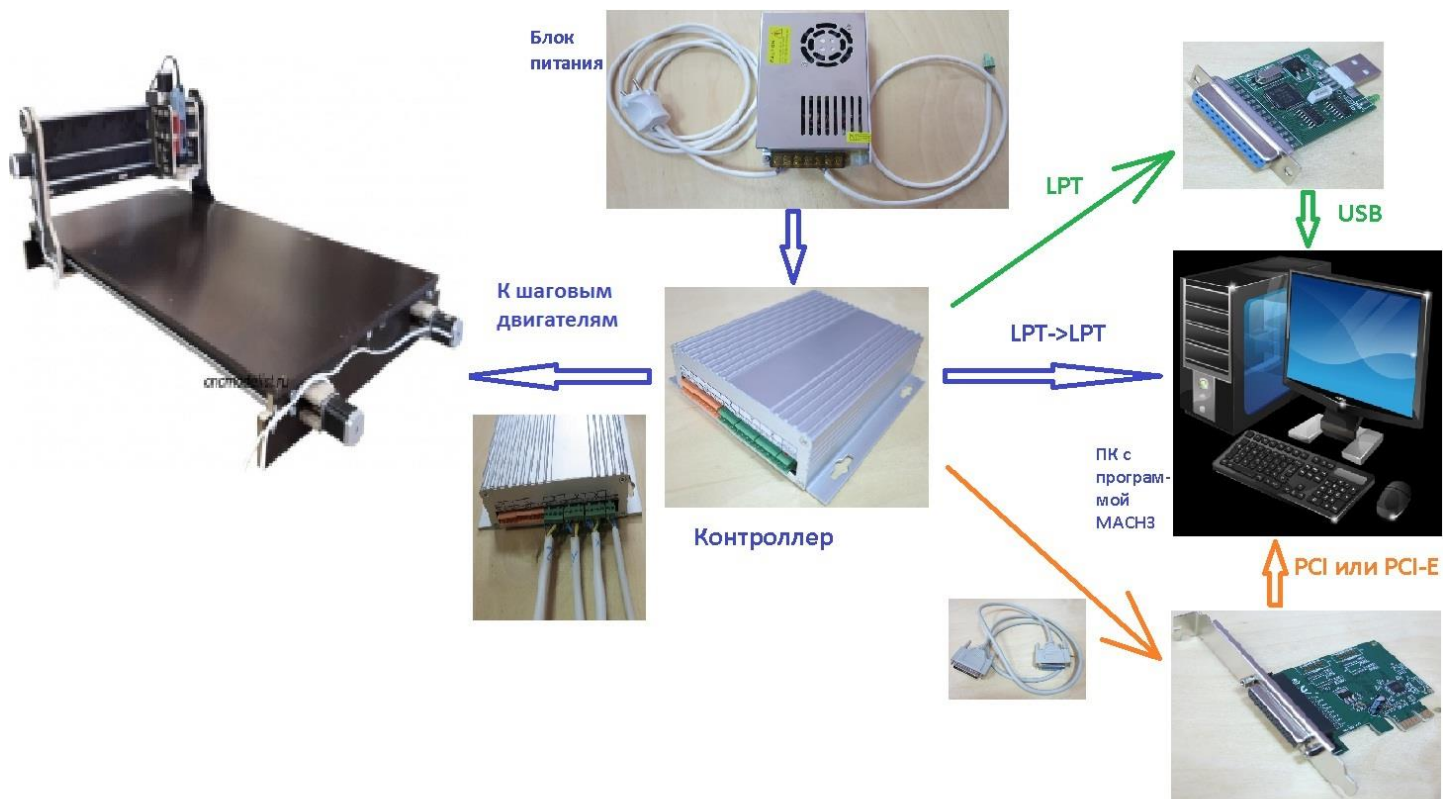 Блок
питания
LPT
USB
К шаговым
двигателям
LPT->LPT
ПК с
програм-
мой
MACH3
Контроллер
PCI или PCI-E